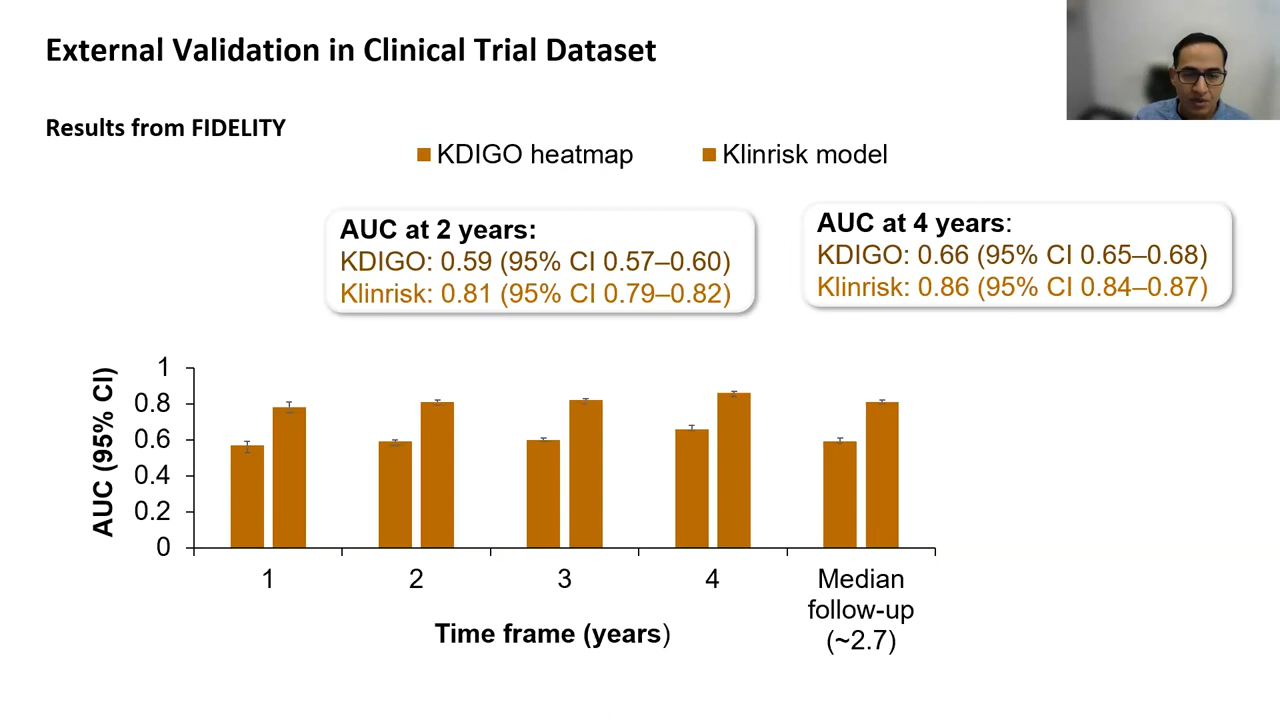 External Validation in Clinical Trial Dataset
Results from FIDELITY
KDIGO heatmap
Klinrisk model
AUC at 2 years:
KDIGO: 0.59 (95% CI 0.57–0.60)
Klinrisk: 0.81 (95% CI 0.79–0.82)
AUC at 4 years:
KDIGO: 0.66 (95% CI 0.65–0.68)
Klinrisk: 0.86 (95% CI 0.84–0.87)
AUC (95% CI)
1
0.8
0.6
0.4
0.2
0
1
2
3
4
Median
follow-up
(~2.7)
Time frame (years)